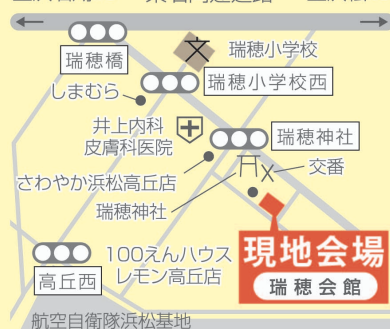 瑞穂橋
瑞穂小学校
瑞穂小学校西
しまむら
井上内科
皮膚科医院
瑞穂神社
さわやか浜松高丘店
交番
瑞穂神社
現地会場
瑞穂会館
100えんハウス
レモン高丘店
高丘西
航空自衛隊浜松基地